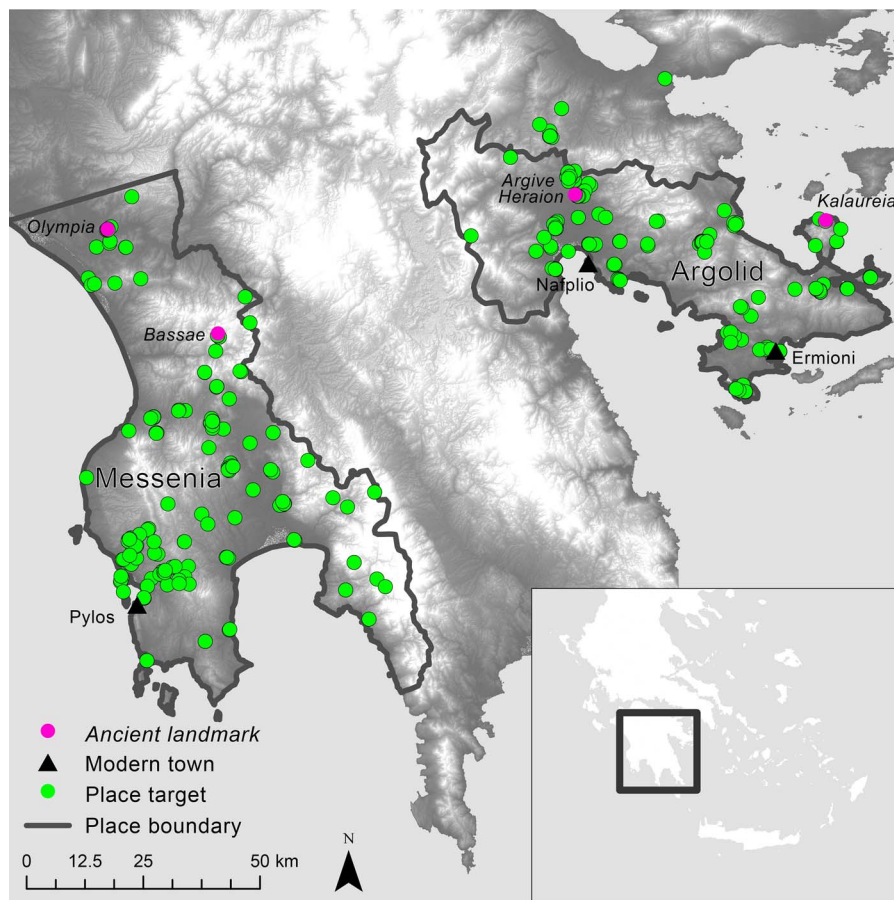 Olympia
Argive
Heraion
Kalaureia
Argolid
Nafplio
Bassae
Ermioni
Messenia
Pylos
Ancient landmark
Modern town
Place target
Place boundary
N
0 12.5 25 50 km